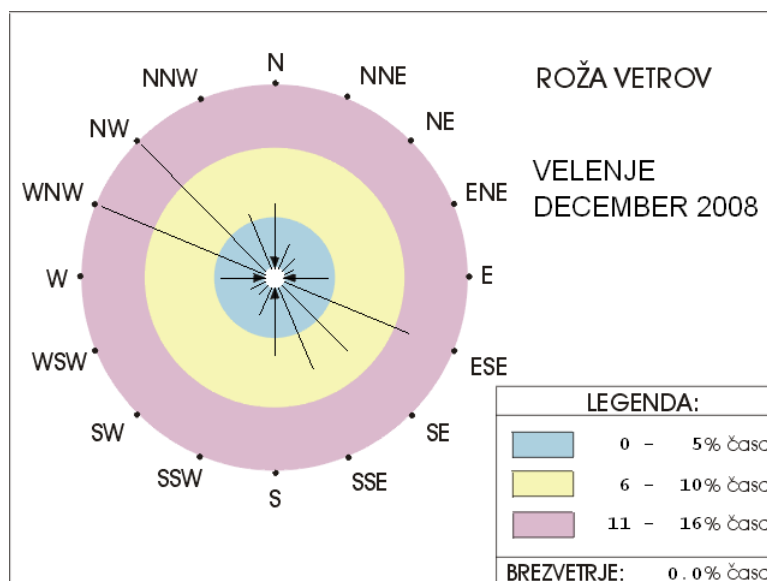 ROŽA VETROV
VELENJE
DECEMBER 2008
N
NNE
NE
ENE
E
ESE
SE
SSE
S
SSW
SW
WSW
W
WNW
NW
NNW
LEGENDA:
0 - 5% časa
6 - 10% časa
11 - 16% časa
BREZVETRJE: 0.0% časa